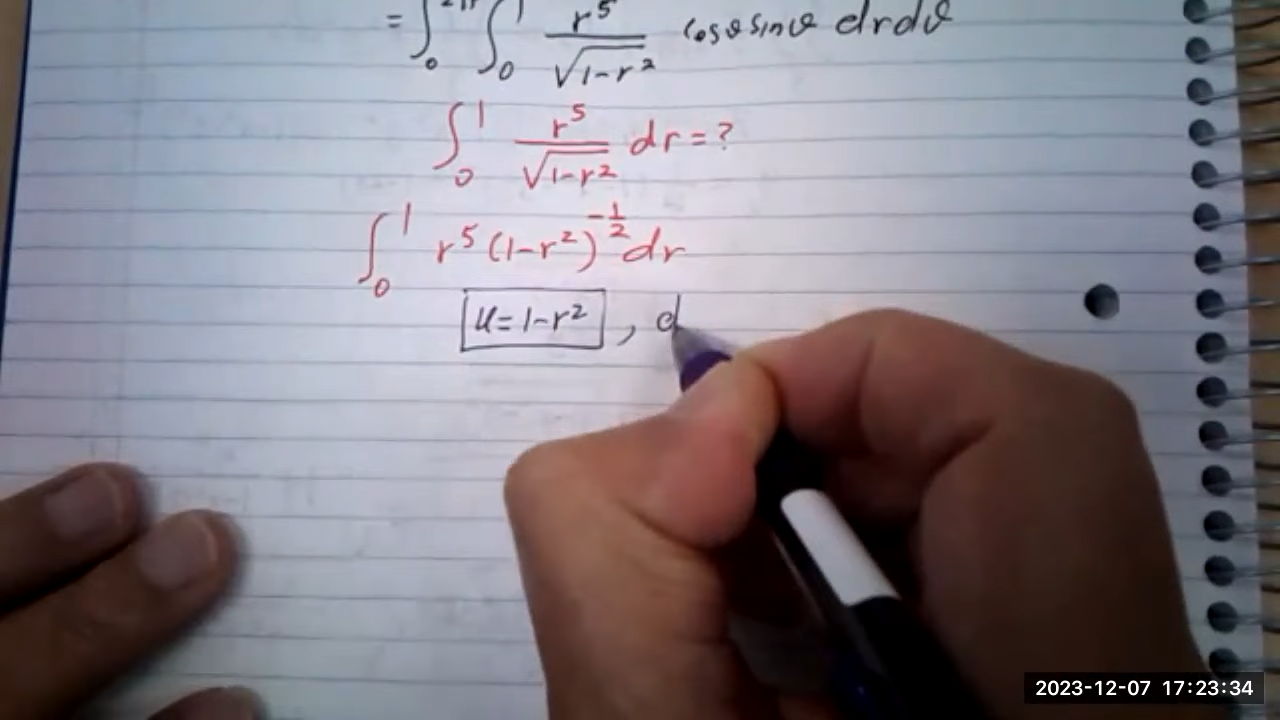 = ∫₀^2π ∫₀^1 r⁵/√(1-r²) cosθ sinθ dr dθ
∫₀^1 r⁵/√(1-r²) dr = ?
∫₀^1 r⁵ (1-r²)^(-1/2) dr
u = 1-r² , d
2023-12-07 17:23:34